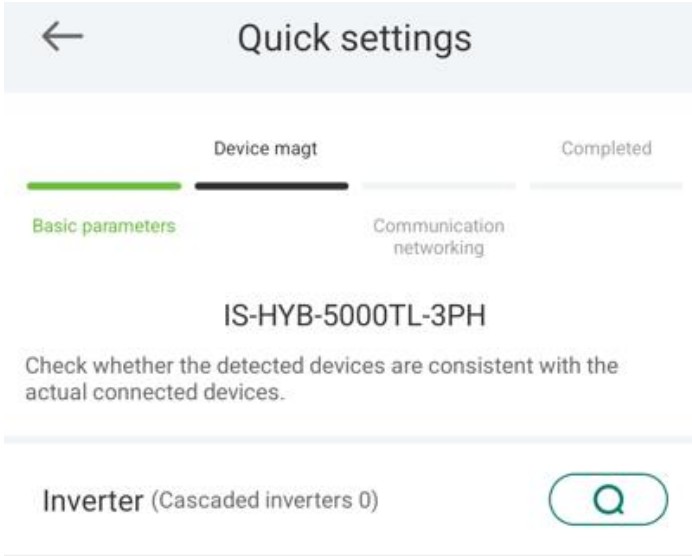 Quick settings
Device magt
Completed
Basic parameters
Communication
networking
IS-HYB-5000TL-3PH
Check whether the detected devices are consistent with the
actual connected devices.
Inverter (Cascaded inverters 0)